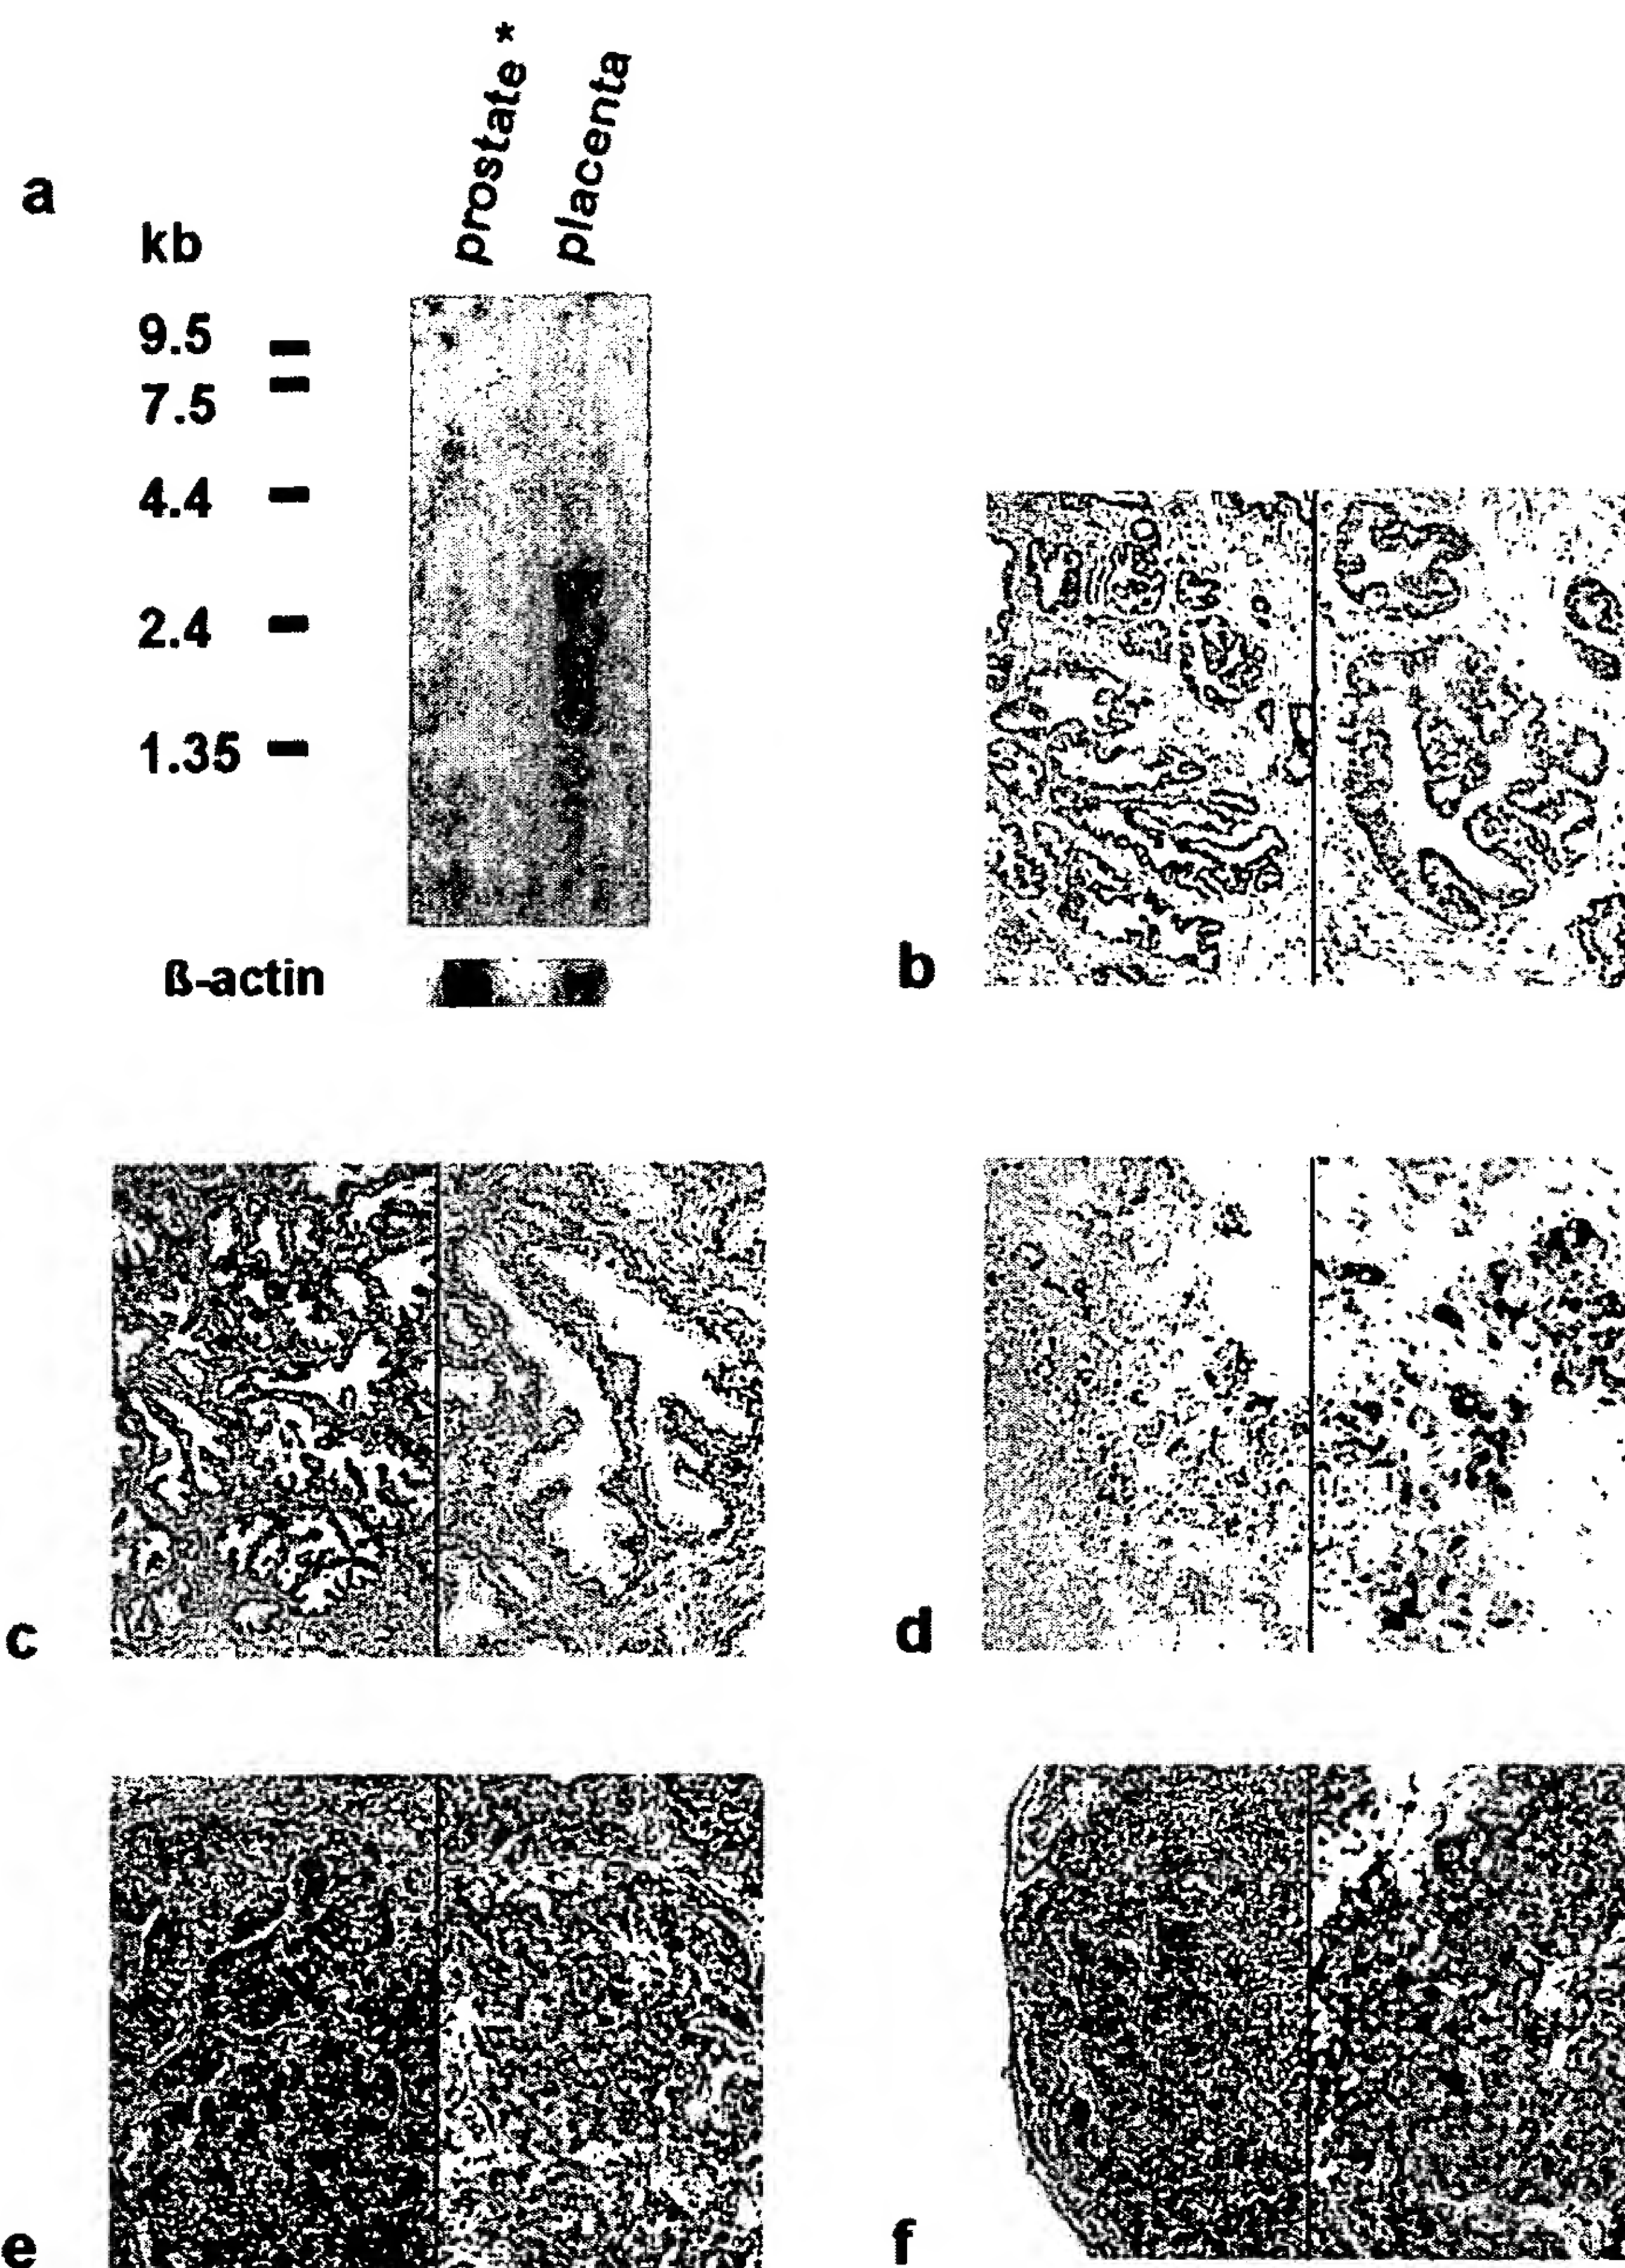 a
prostate *
placenta
kb
9.5
7.5
4.4
2.4
1.35
ß-actin
b
c
d
e
f